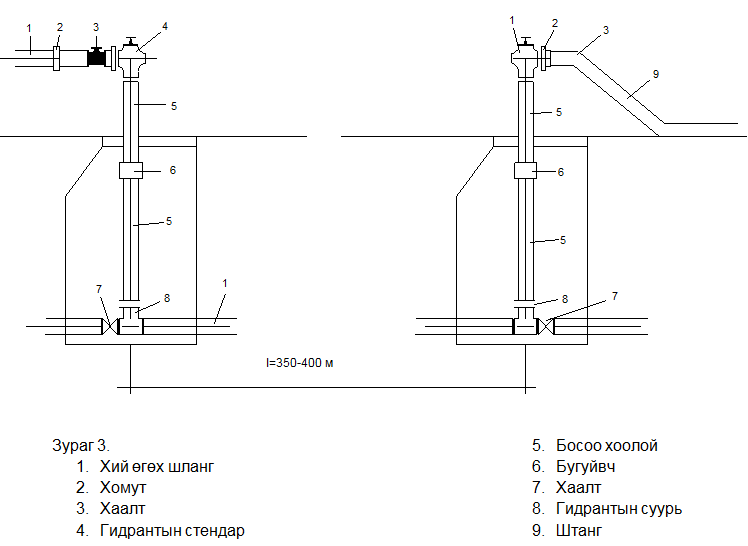 1 2 3 4 1 2 3
9
5 5
6 6
5 5
7 8 1 8 7
l=350-400 м
Зураг 3.
1. Хий өгөх шланг
2. Хомут
3. Хаалт
4. Гидрантын стендар
5. Босоо хоолой
6. Бугуйвч
7. Хаалт
8. Гидрантын суурь
9. Штанг